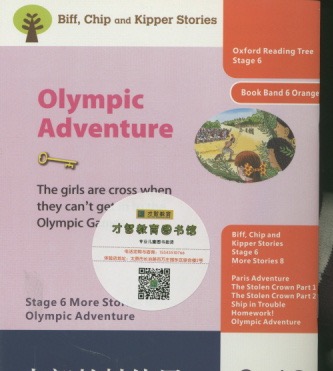 Biff, Chip and Kipper Stories
Oxford Reading Tree
Stage 6
Book Band 6 Orange
Olympic
Adventure
The girls are cross when
they can't get
Olympic Ga
才智教育图书馆
Biff, Chip and
Kipper Stories
Stage 6
More Stories B
Paris Adventure
The Stolen Crown Part 1
The Stolen Crown Part 2
Ship in Trouble
Homework!
Olympic Adventure
Stage 6 More Stor
Olympic Adventure